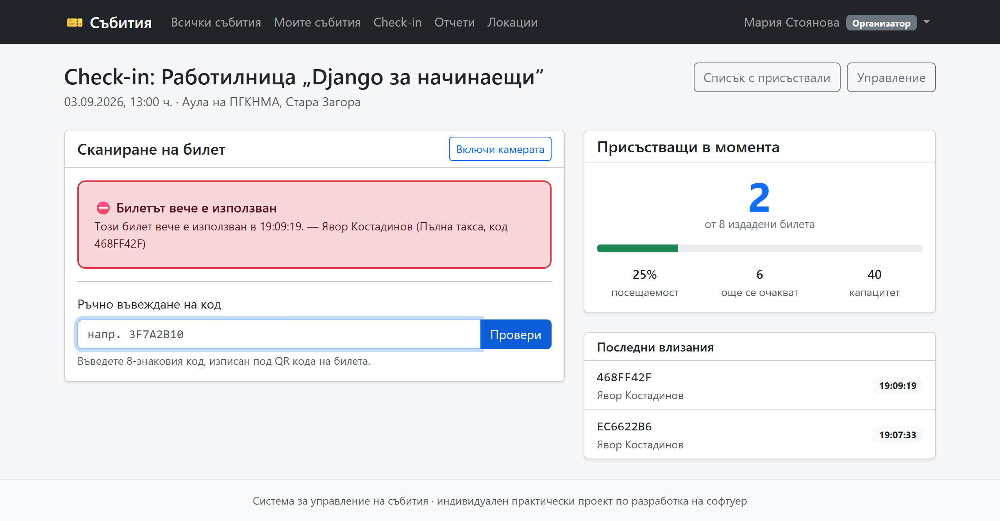 Събития
Всички събития
Моите събития
Check-in
Отчети
Локации
Мария Стоянова
Организатор
Check-in: Работилница „Django за начинаещи“
03.09.2026, 13:00 ч. · Аула на ПГКНМА, Стара Загора
Списък с присъствали
Управление
Сканиране на билет
Включи камерата
Билетът вече е използван
Този билет вече е използван в 19:09:19. — Явор Костадинов (Пълна такса, код
468FF42F)
Ръчно въвеждане на код
напр. 3F7A2B10
Провери
Въведете 8-знаковия код, изписан под QR кода на билета.
Присъстващи в момента
2
от 8 издадени билета
25%
посещаемост
6
още се очакват
40
капацитет
Последни влизания
468FF42F
Явор Костадинов
19:09:19
EC6622B6
Явор Костадинов
19:07:33
Система за управление на събития · индивидуален практически проект по разработка на софтуер